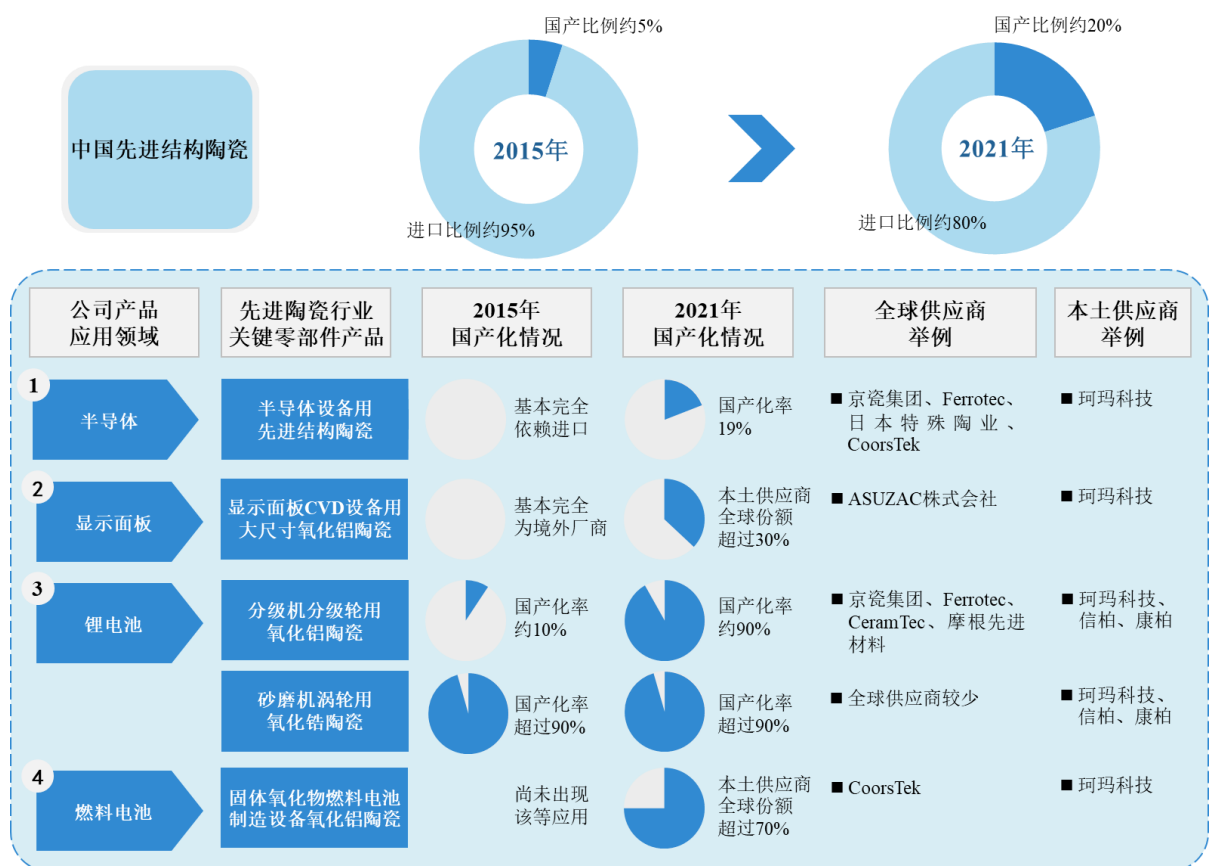 国产比例约5%
国产比例约20%
中国先进结构陶瓷
2015年
2021年
进口比例约95%
进口比例约80%
公司产品
应用领域
先进陶瓷行业
关键零部件产品
2015年
国产化情况
2021年
国产化情况
全球供应商
举例
本土供应商
举例
1
半导体
半导体设备用
先进结构陶瓷
基本完全
依赖进口
国产化率
19%
■ 京瓷集团、Ferrotec、
日本特殊陶业、
CoorsTek
■ 珂玛科技
2
显示面板
显示面板CVD设备用
大尺寸氧化铝陶瓷
基本完全
为境外厂商
本土供应商
全球份额
超过30%
■ ASUZAC株式会社
■ 珂玛科技
3
锂电池
分级机分级轮用
氧化铝陶瓷
国产化率
约10%
国产化率
约90%
■ 京瓷集团、Ferrotec、
CeramTec、摩根先进
材料
■ 珂玛科技、
信柏、康柏
砂磨机涡轮用
氧化锆陶瓷
国产化率
超过90%
国产化率
超过90%
■ 全球供应商较少
■ 珂玛科技、
信柏、康柏
4
燃料电池
固体氧化物燃料电池
制造设备氧化铝陶瓷
尚未出现
该等应用
本土供应商
全球份额
超过70%
■ CoorsTek
■ 珂玛科技